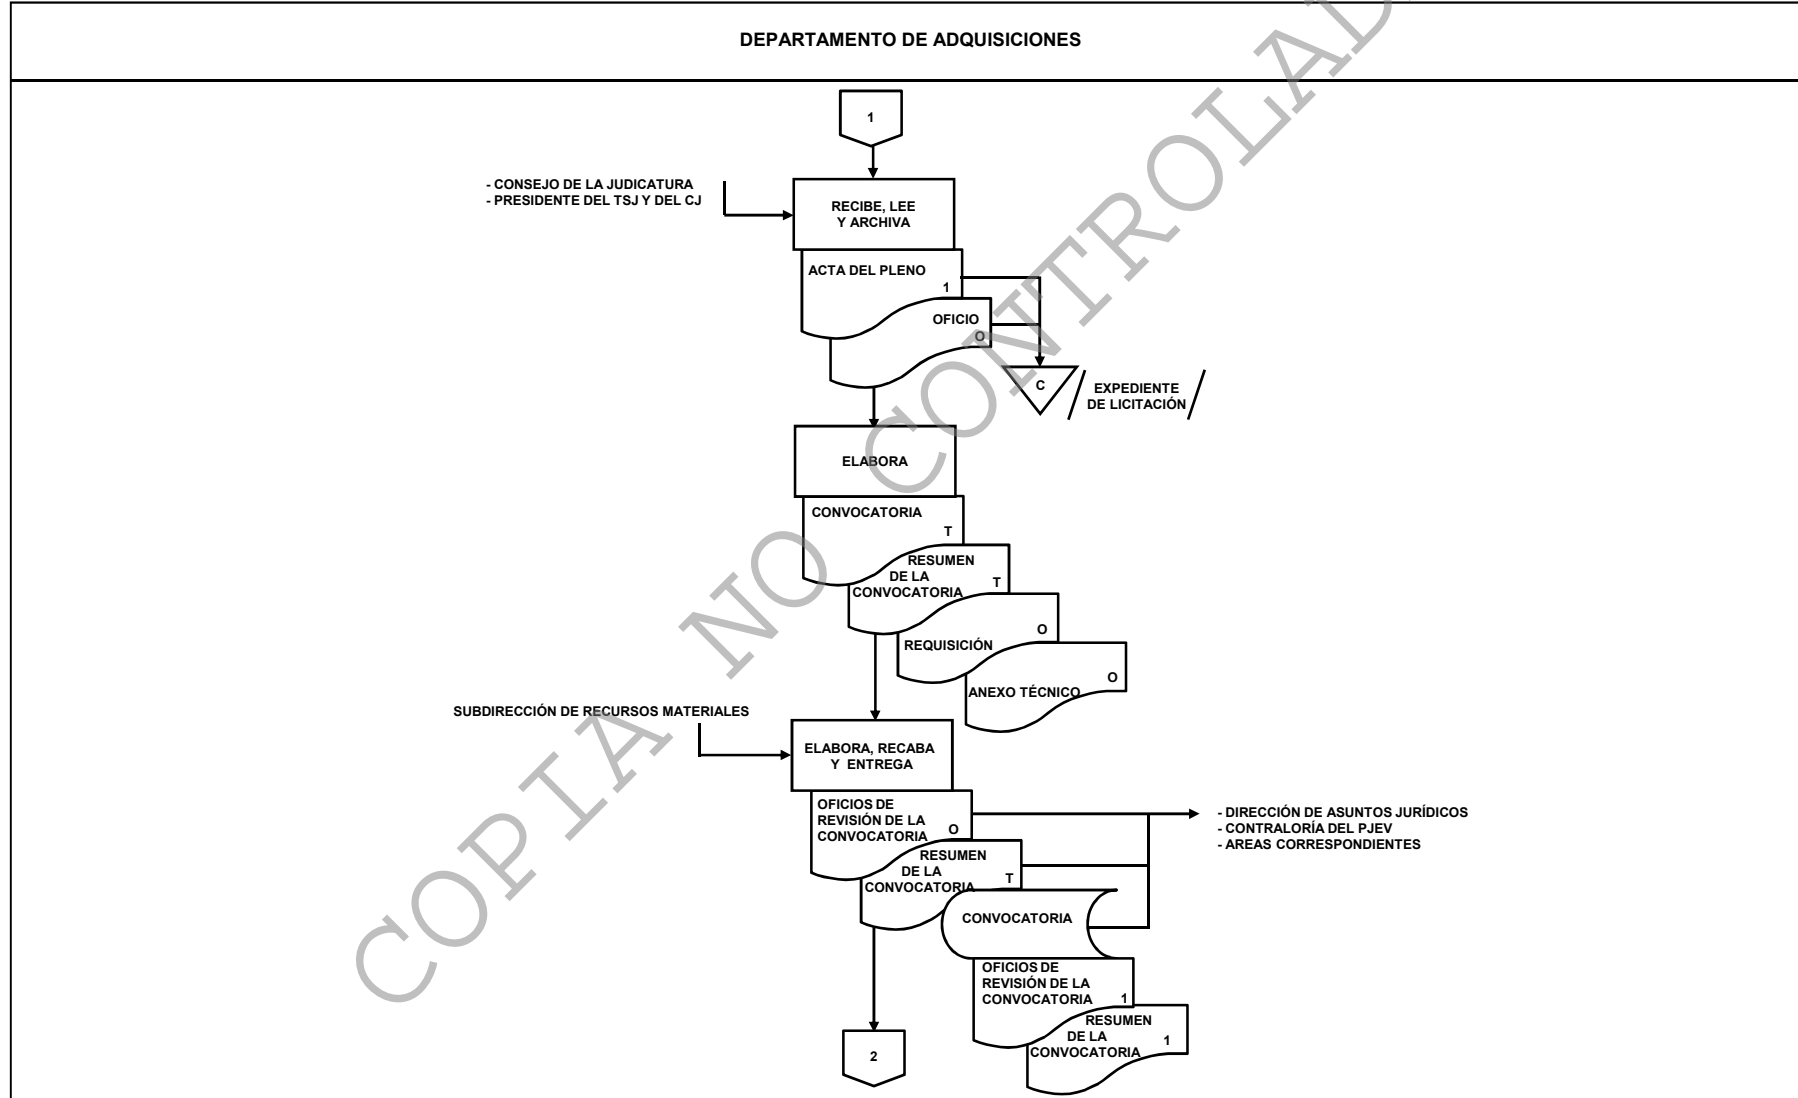 DEPARTAMENTO DE ADQUISICIONES
1
- CONSEJO DE LA JUDICATURA
- PRESIDENTE DEL TSJ Y DEL CJ
RECIBE, LEE
Y ARCHIVA
ACTA DEL PLENO
1
OFICIO
O
C
EXPEDIENTE
DE LICITACIÓN
ELABORA
CONVOCATORIA
T
RESUMEN
DE LA
CONVOCATORIA
T
REQUISICIÓN
O
ANEXO TÉCNICO
O
SUBDIRECCIÓN DE RECURSOS MATERIALES
ELABORA, RECABA
Y ENTREGA
OFICIOS DE
REVISIÓN DE LA
CONVOCATORIA
O
RESUMEN
DE LA
CONVOCATORIA
T
CONVOCATORIA
- DIRECCIÓN DE ASUNTOS JURÍDICOS
- CONTRALORÍA DEL PJEV
- AREAS CORRESPONDIENTES
OFICIOS DE
REVISIÓN DE LA
CONVOCATORIA
1
RESUMEN
DE LA
CONVOCATORIA
1
2
COPIA NO CONTROLAD